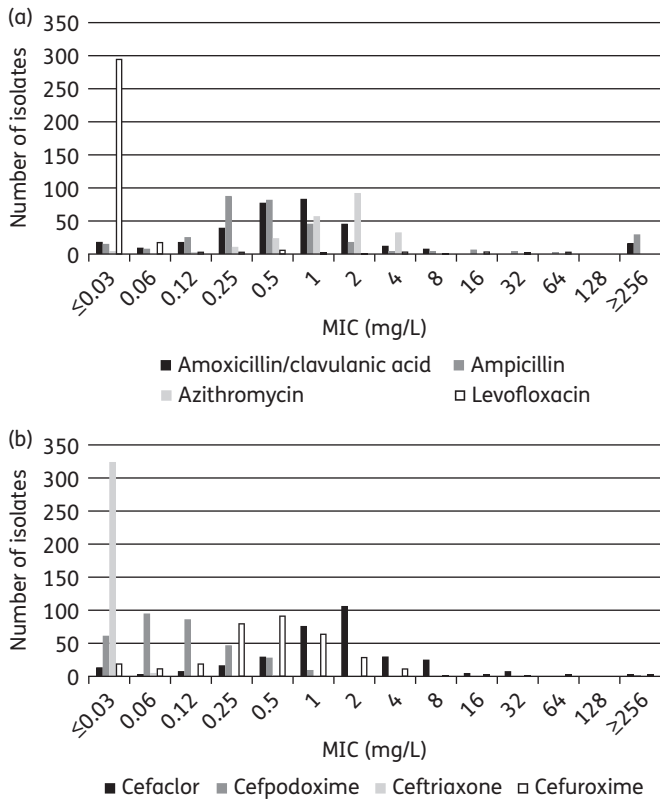 (a)
350
300
250
200
150
100
50
0
Number of isolates
≤0.03 0.06 0.12 0.25 0.5 1 2 4 8 16 32 64 128 ≥256
MIC (mg/L)
Amoxicillin/clavulanic acid Ampicillin
Azithromycin Levofloxacin
(b)
350
300
250
200
150
100
50
0
Number of isolates
≤0.03 0.06 0.12 0.25 0.5 1 2 4 8 16 32 64 128 ≥256
MIC (mg/L)
Cefaclor Cefpodoxime Ceftriaxone Cefuroxime